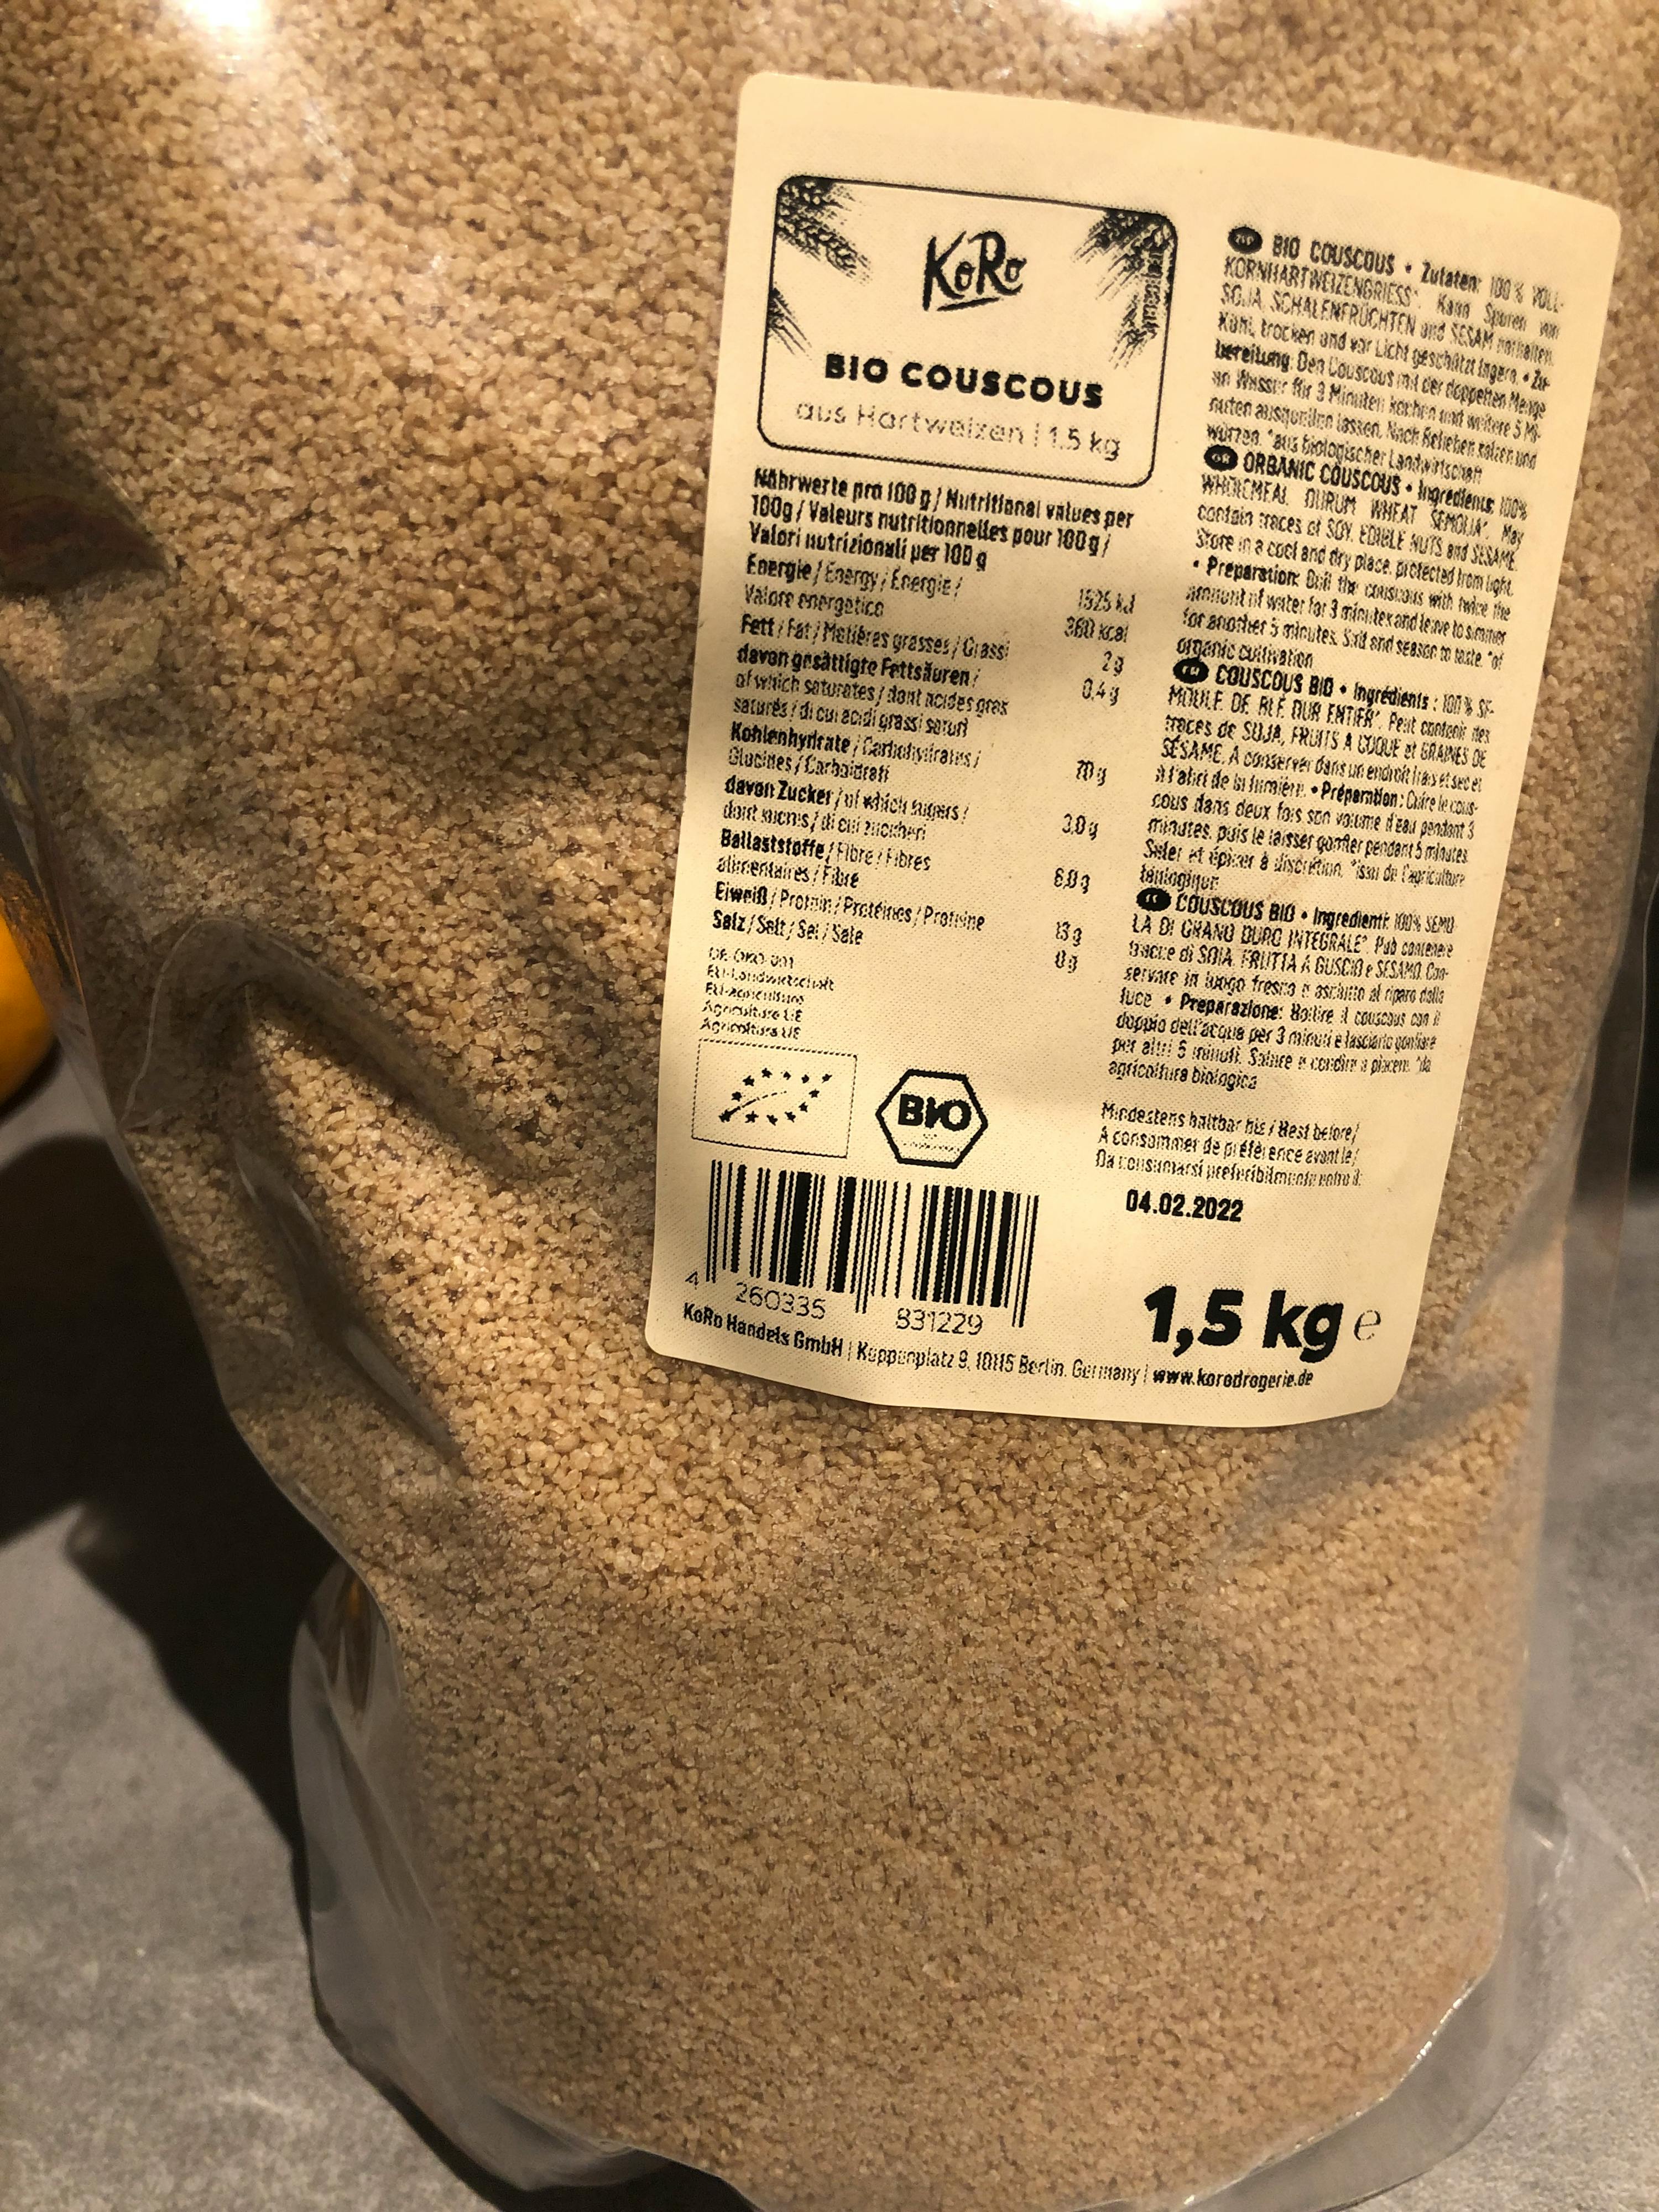 KoRo
BIO COUSCOUS
aus Hartweizen | 1.5 kg
Nährwerte pro 100 g / Nutritional values per
100g / Valeurs nutritionnelles pour 100 g /
Valori nutrizionali per 100 g
Energie / Energy / Énergie /
Valore energetico
1525 kJ
360 kcal
Fett / Fat / Matières grasses / Grassi
2 g
davon gesättigte Fettsäuren /
of which saturates / dont acides gras
saturés / di cui acidi grassi saturi
0,4 g
Kohlenhydrate / Carbohydrates /
Glucides / Carboidrati
70 g
davon Zucker / of which sugars /
dont sucres / di cui zuccheri
3,0 g
Ballaststoffe / Fibre / Fibres
alimentaires / Fibre
6,0 g
Eiweiß / Protein / Protéines / Proteine
13 g
Salz / Salt / Sel / Sale
0 g
DE-ÖKO-001
EU-Landwirtschaft
EU-agriculture
Agriculture UE
Agricoltura UE
BIO
4 260335 831229
BIO COUSCOUS • Zutaten: 100 % VOLL-
KORNHARTWEIZENGRIESS*. Kann Spuren von
SOJA, SCHALENFRÜCHTEN und SESAM enthalten.
Kühl, trocken und vor Licht geschützt lagern. • Zu-
bereitung: Den Couscous mit der doppelten Menge
an Wasser für 3 Minuten kochen und weitere 5 Mi-
nuten ausquellen lassen. Nach Belieben salzen und
würzen. *aus biologischer Landwirtschaft
GB ORGANIC COUSCOUS • Ingredients: 100%
WHOLEMEAL DURUM WHEAT SEMOLIA*. May
contain traces of SOY, EDIBLE NUTS and SESAME.
Store in a cool and dry place, protected from light.
• Preparation: Boil the couscous with twice the
amount of water for 3 minutes and leave to simmer
for another 5 minutes. Salt and season to taste. *of
organic cultivation
FR COUSCOUS BIO • Ingrédients : 100 % SE-
MOULE DE BLÉ DUR ENTIER*. Peut contenir des
traces de SOJA, FRUITS À COQUE et GRAINES DE
SÉSAME. A conserver dans un endroit frais et sec et
à l'abri de la lumière. • Préparation : Cuire le cous-
cous dans deux fois son volume d'eau pendant 3
minutes, puis le laisser gonfler pendant 5 minutes.
Saler et épicer à discrétion. *issu de l'agriculture
biologique
IT COUSCOUS BIO • Ingredienti: 100% SEMO-
LA DI GRANO DURO INTEGRALE*. Può contenere
tracce di SOIA, FRUTTA A GUSCIO e SESAMO. Con-
servare in luogo fresco e asciutto al riparo dalla
luce. • Preparazione: Bollire il couscous con il
doppio dell'acqua per 3 minuti e lasciarlo gonfiare
per altri 5 minuti. Salare e condire a piacere. *da
agricoltura biologica
Mindestens haltbar bis / Best before /
À consommer de préférence avant le /
Da consumarsi preferibilmente entro il:
04.02.2022
1,5 kg e
KoRo Handels GmbH | Koppenplatz 9, 10115 Berlin, Germany | www.korodrogerie.de